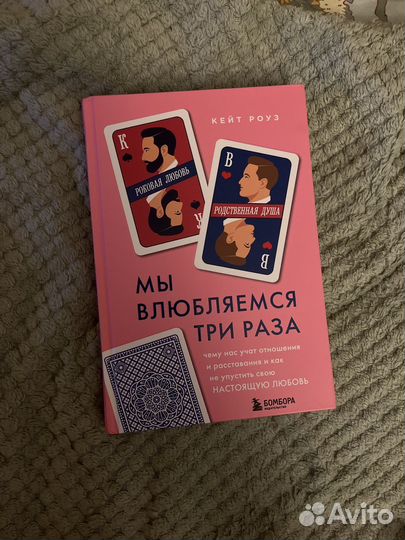 КЕЙТ РОУЗ
К
РОКОВАЯ ЛЮБОВЬ
К
В
РОДСТВЕННАЯ ДУША
В
МЫ
ВЛЮБЛЯЕМСЯ
ТРИ РАЗА
чему нас учат отношения
и расставания и как
не упустить свою
НАСТОЯЩУЮ ЛЮБОВЬ
БОМБОРА
ИЗДАТЕЛЬСТВО
Avito